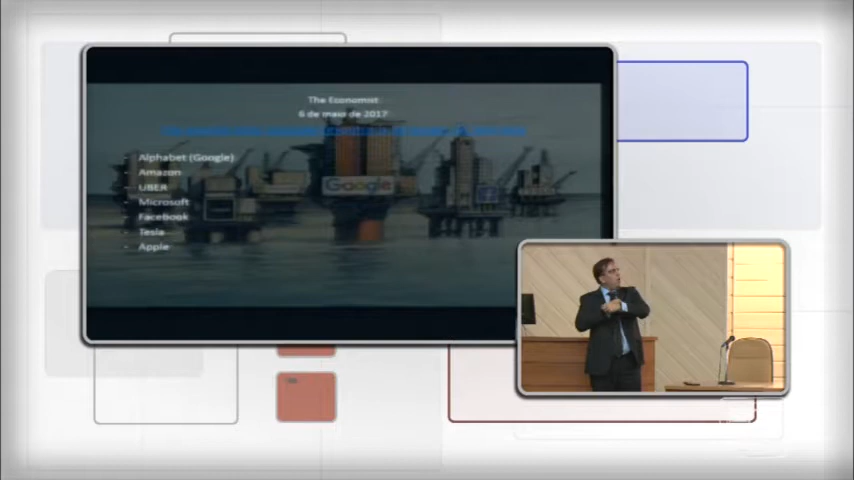 The Economist
6 de maio de 2017
- Alphabet (Google)
- Amazon
- UBER
- Microsoft
- Facebook
- Tesla
- Apple
Google